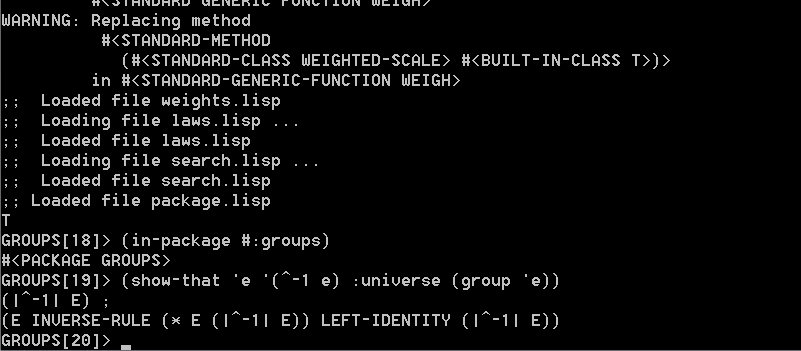 #<STANDARD GENERIC FUNCTION WEIGH>
WARNING: Replacing method
#<STANDARD-METHOD
(#<STANDARD-CLASS WEIGHTED-SCALE> #<BUILT-IN-CLASS T>)>
in #<STANDARD-GENERIC-FUNCTION WEIGH>
;;  Loaded file weights.lisp
;;  Loading file laws.lisp ...
;;  Loaded file laws.lisp
;;  Loading file search.lisp ...
;;  Loaded file search.lisp
;; Loaded file package.lisp
T
GROUPS[18]> (in-package #:groups)
#<PACKAGE GROUPS>
GROUPS[19]> (show-that 'e '(^-1 e) :universe (group 'e))
(|^-1| E) ;
(E INVERSE-RULE (* E (|^-1| E)) LEFT-IDENTITY (|^-1| E))
GROUPS[20]>